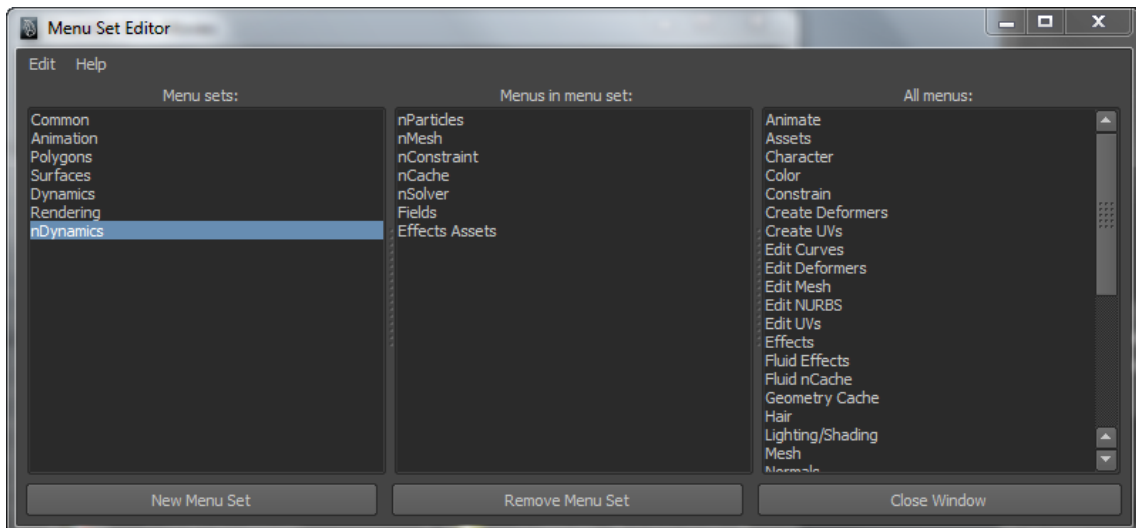 Menu Set Editor
Edit Help
Menu sets:
Common
Animation
Polygons
Surfaces
Dynamics
Rendering
nDynamics
Menus in menu set:
nParticles
nMesh
nConstraint
nCache
nSolver
Fields
Effects Assets
All menus:
Animate
Assets
Character
Color
Constrain
Create Deformers
Create UVs
Edit Curves
Edit Deformers
Edit Mesh
Edit NURBS
Edit UVs
Effects
Fluid Effects
Fluid nCache
Geometry Cache
Hair
Lighting/Shading
Mesh
Normals
New Menu Set
Remove Menu Set
Close Window